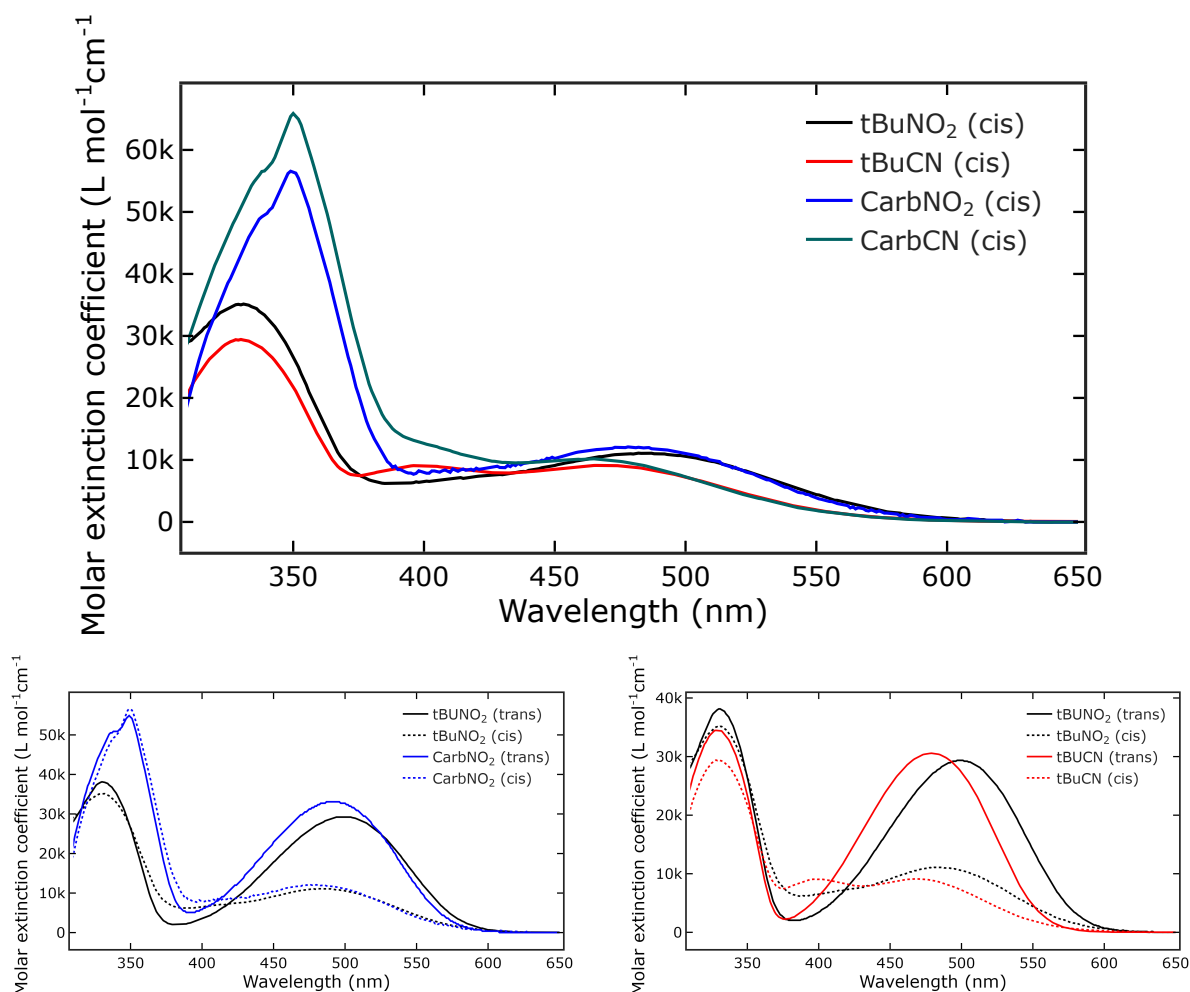 Molar extinction coefficient (L mol⁻¹cm⁻¹
60k
50k
40k
30k
20k
10k
0
tBuNO₂ (cis)
tBuCN (cis)
CarbNO₂ (cis)
CarbCN (cis)
350 400 450 500 550 600 650
Wavelength (nm)
Molar extinction coefficient (L mol⁻¹cm⁻¹
50k
40k
30k
20k
10k
0
tBUNO₂ (trans)
tBuNO₂ (cis)
CarbNO₂ (trans)
CarbNO₂ (cis)
350 400 450 500 550 600 650
Wavelength (nm)
Molar extinction coefficient (L mol⁻¹cm⁻¹
40k
30k
20k
10k
0
tBUNO₂ (trans)
tBuNO₂ (cis)
tBUCN (trans)
tBuCN (cis)
350 400 450 500 550 600 650
Wavelength (nm)